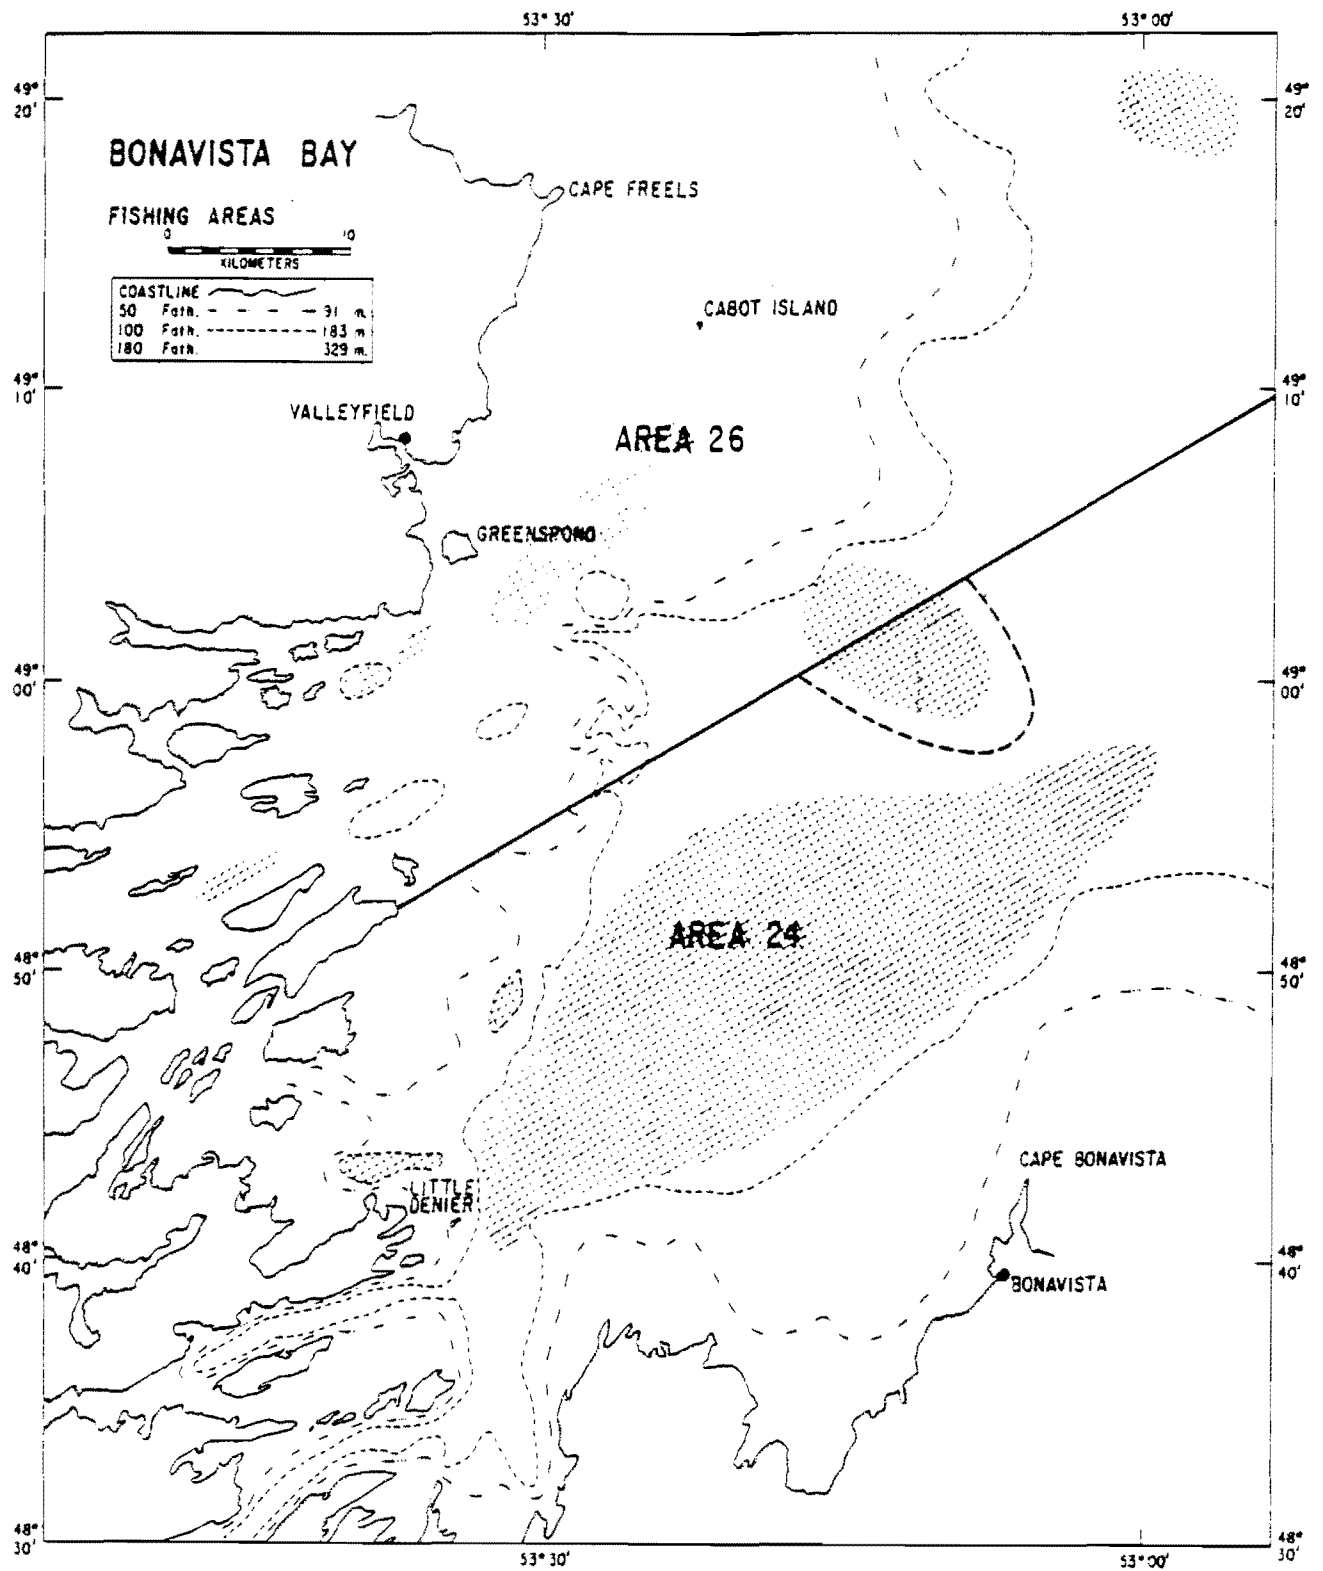 53° 30'
53° 00'
49° 20'
49° 20'
BONAVISTA BAY
CAPE FREELS
FISHING AREAS
0 10
KILOMETERS
COASTLINE
50 Fath. 91 m.
100 Fath. 183 m
180 Fath. 329 m.
CABOT ISLAND
49° 10'
49° 10'
VALLEYFIELD
AREA 26
GREENSPOND
49° 00'
49° 00'
AREA 24
48° 50'
48° 50'
CAPE BONAVISTA
LITTLE
DENIER
48° 40'
48° 40'
BONAVISTA
48° 30'
48° 30'
53° 30'
53° 00'